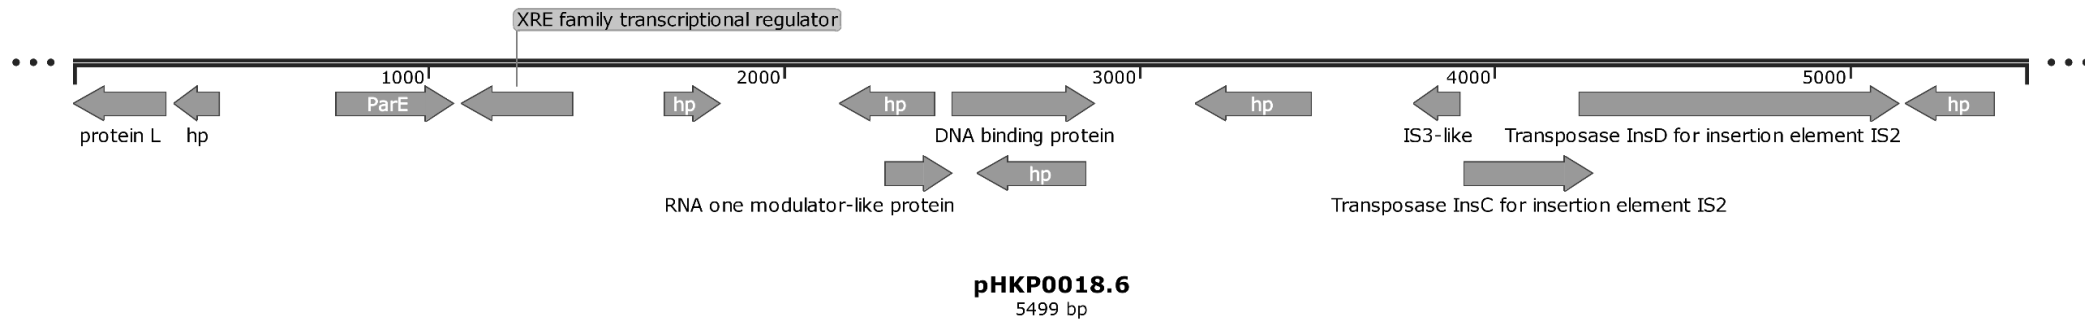 XRE family transcriptional regulator
1000 2000 3000 4000 5000
ParE hp hp hp hp
protein L hp DNA binding protein IS3-like Transposase InsD for insertion element IS2
hp
RNA one modulator-like protein Transposase InsC for insertion element IS2
pHKP0018.6
5499 bp